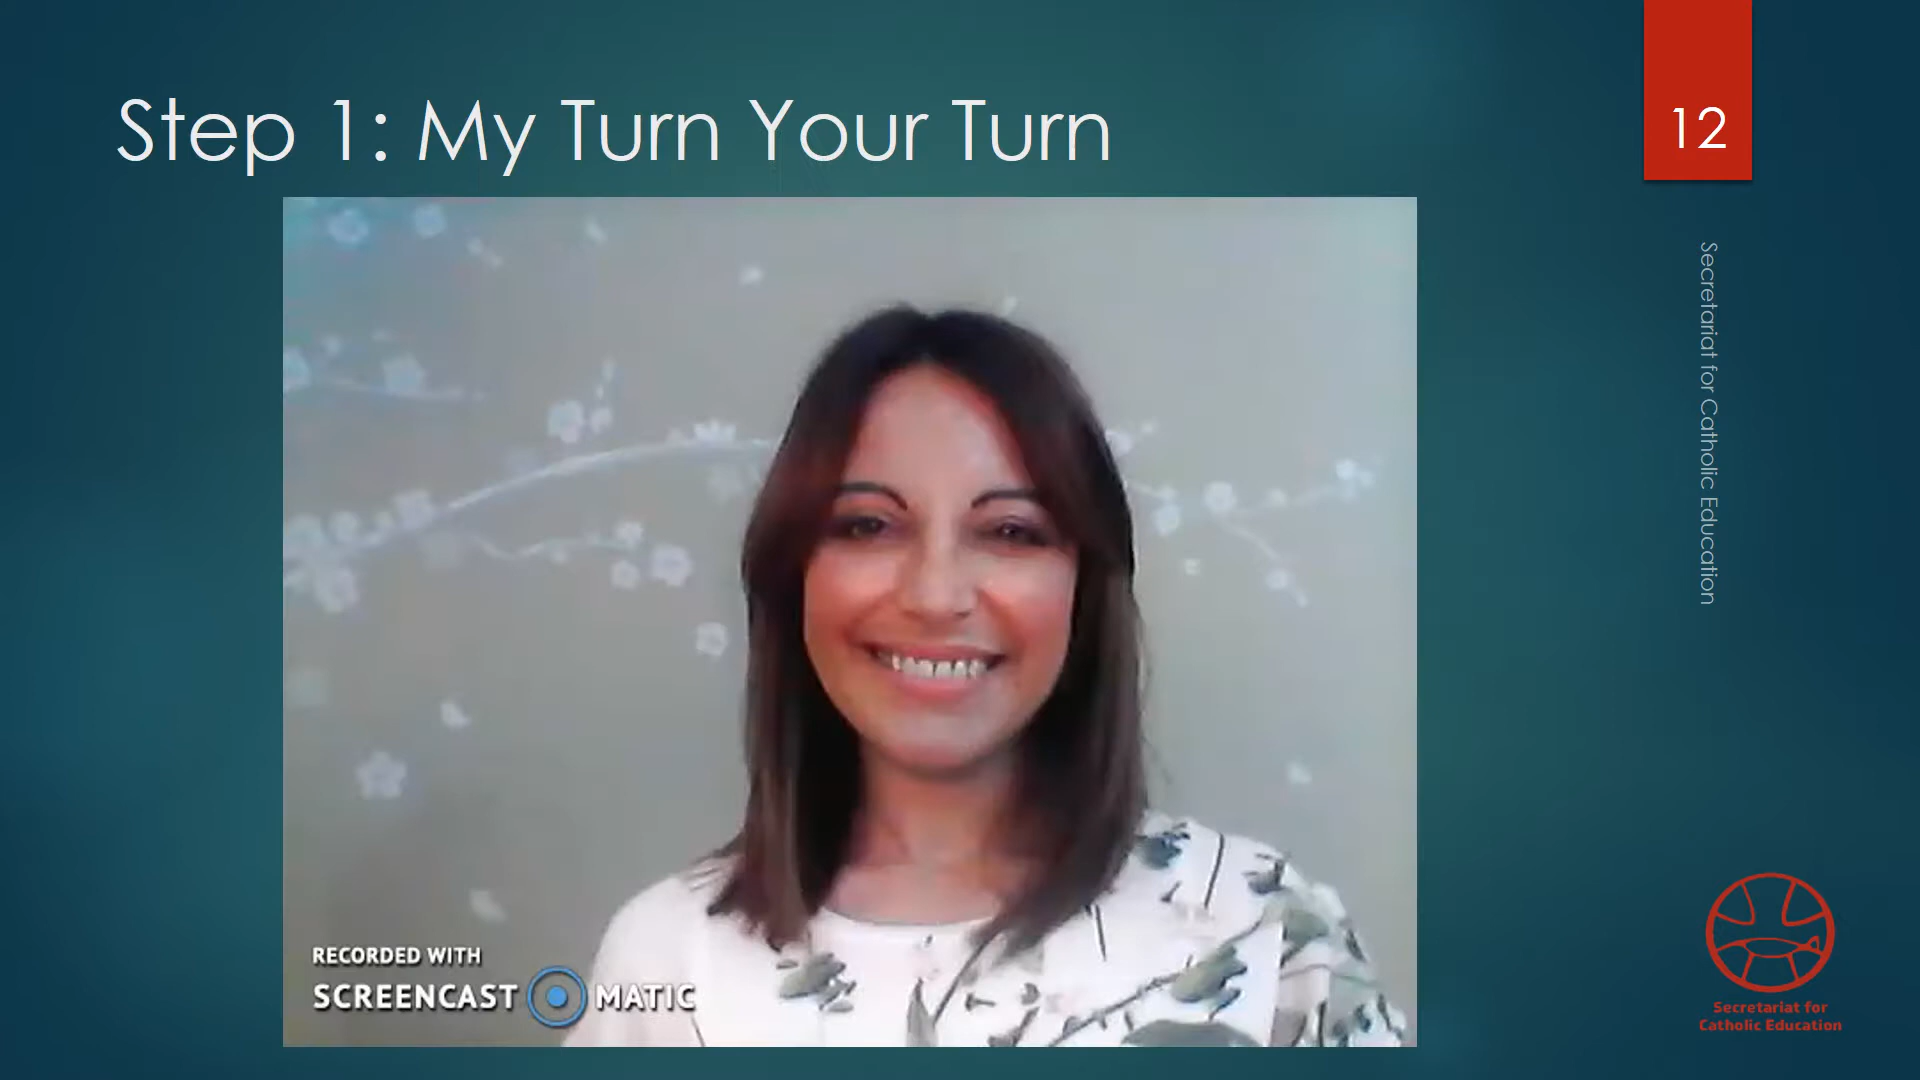 Step 1: My Turn Your Turn
12
Secretariat for Catholic Education
RECORDED WITH
SCREENCAST MATIC
Secretariat for
Catholic Education